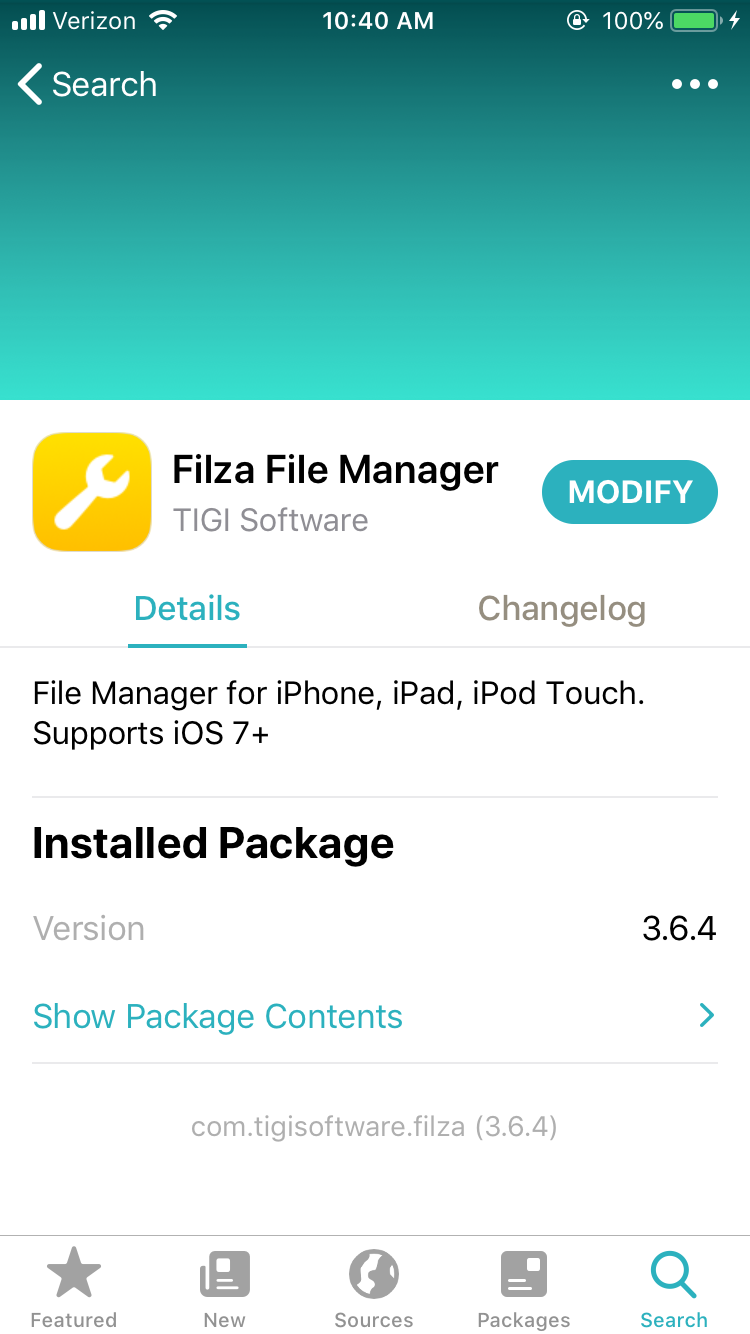 Verizon 10:40 AM 100%
Search
Filza File Manager
TIGI Software
MODIFY
Details Changelog
File Manager for iPhone, iPad, iPod Touch.
Supports iOS 7+
Installed Package
Version 3.6.4
Show Package Contents
com.tigisoftware.filza (3.6.4)
Featured New Sources Packages Search